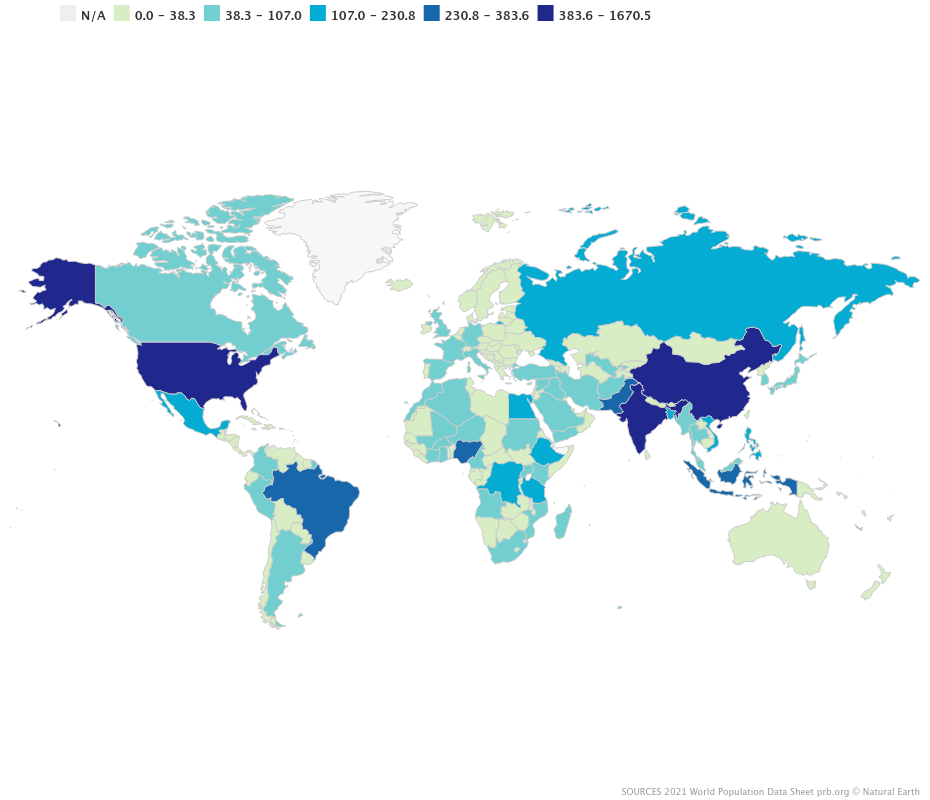 N/A 0.0 – 38.3 38.3 – 107.0 107.0 – 230.8 230.8 – 383.6 383.6 – 1670.5
SOURCES 2021 World Population Data Sheet prb.org © Natural Earth